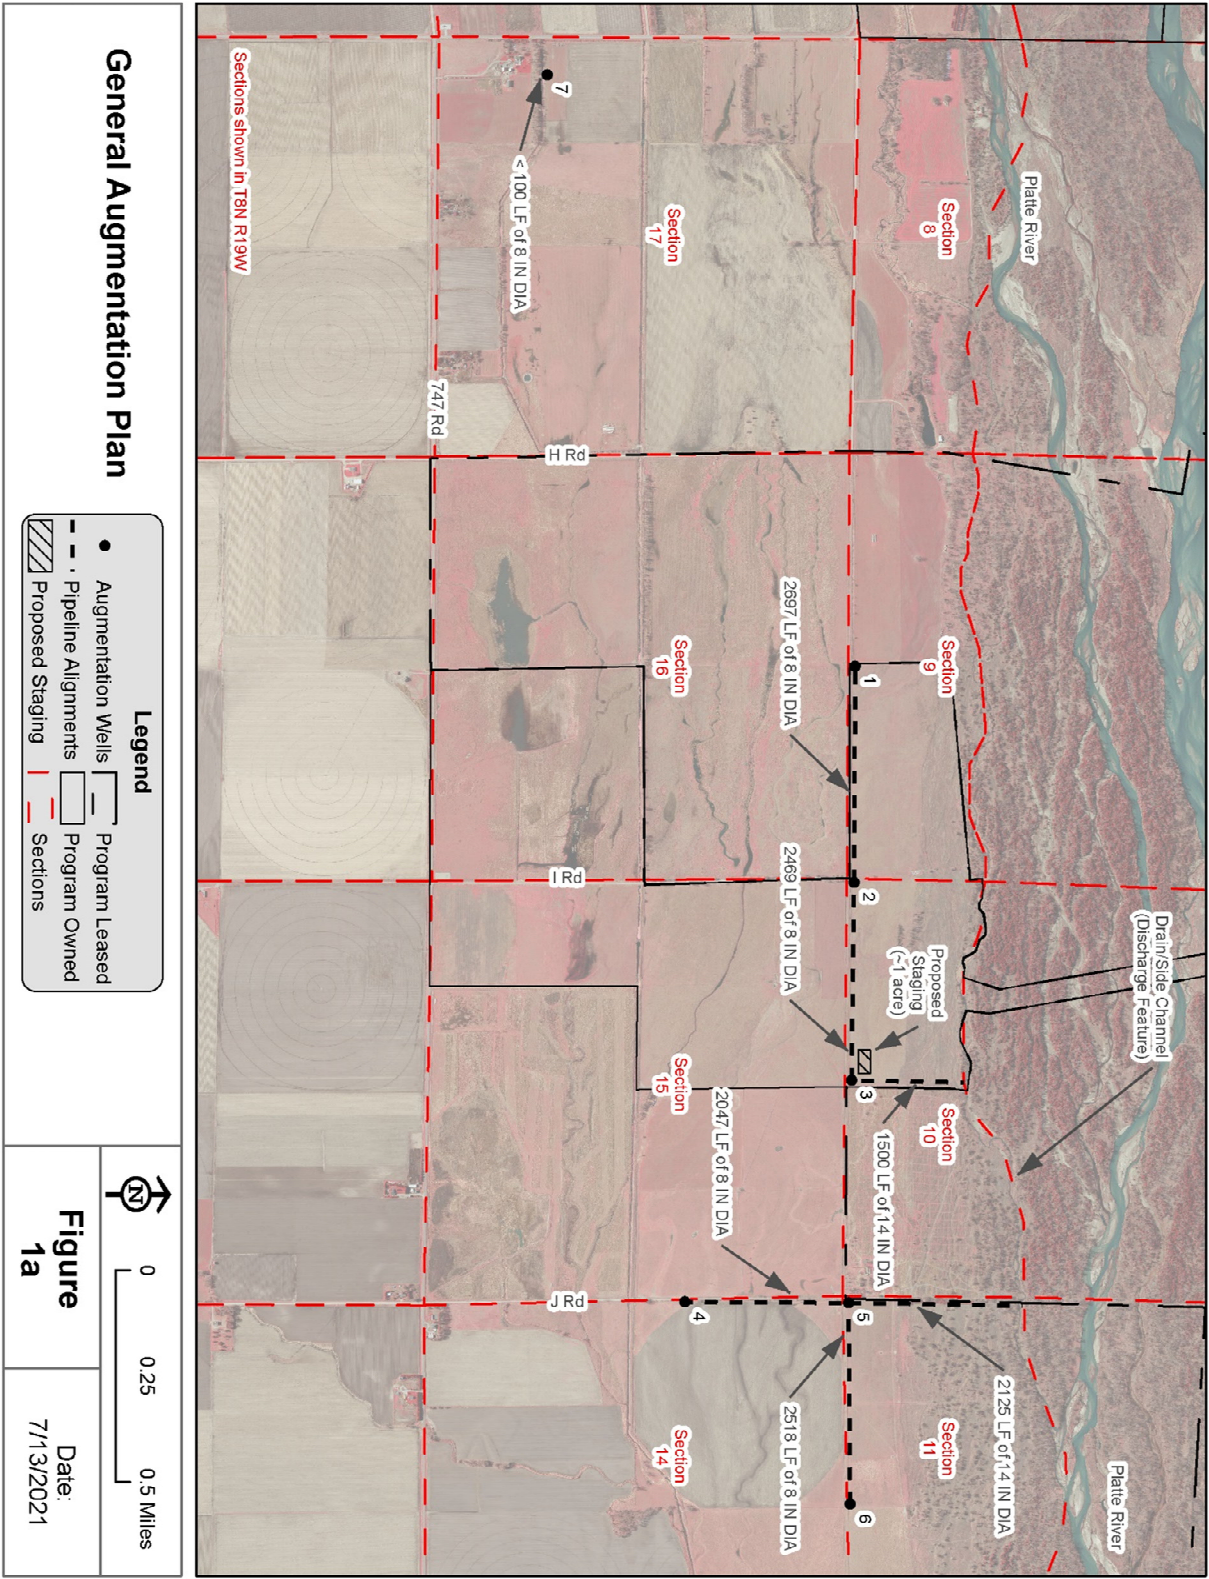 Platte River
Section
8
Section
17
7
< 100 LF of 8 IN DIA
747 Rd
Sections shown in T8N R19W
H Rd
Section
9
1
2697 LF of 8 IN DIA
Section
16
I Rd
2
2469 LF of 8 IN DIA
Drain/Side Channel
(Discharge Feature)
Proposed
Staging
(~1 acre)
3
Section
10
1500 LF of 14 IN DIA
Section
15
2047 LF of 8 IN DIA
J Rd
4
5
2125 LF of 14 IN DIA
2518 LF of 8 IN DIA
Section
11
Section
14
6
Platte River
General Augmentation Plan
Legend
Augmentation Wells
Pipeline Alignments
Proposed Staging
Program Leased
Program Owned
Sections
N
0 0.25 0.5 Miles
Figure
1a
Date:
7/13/2021